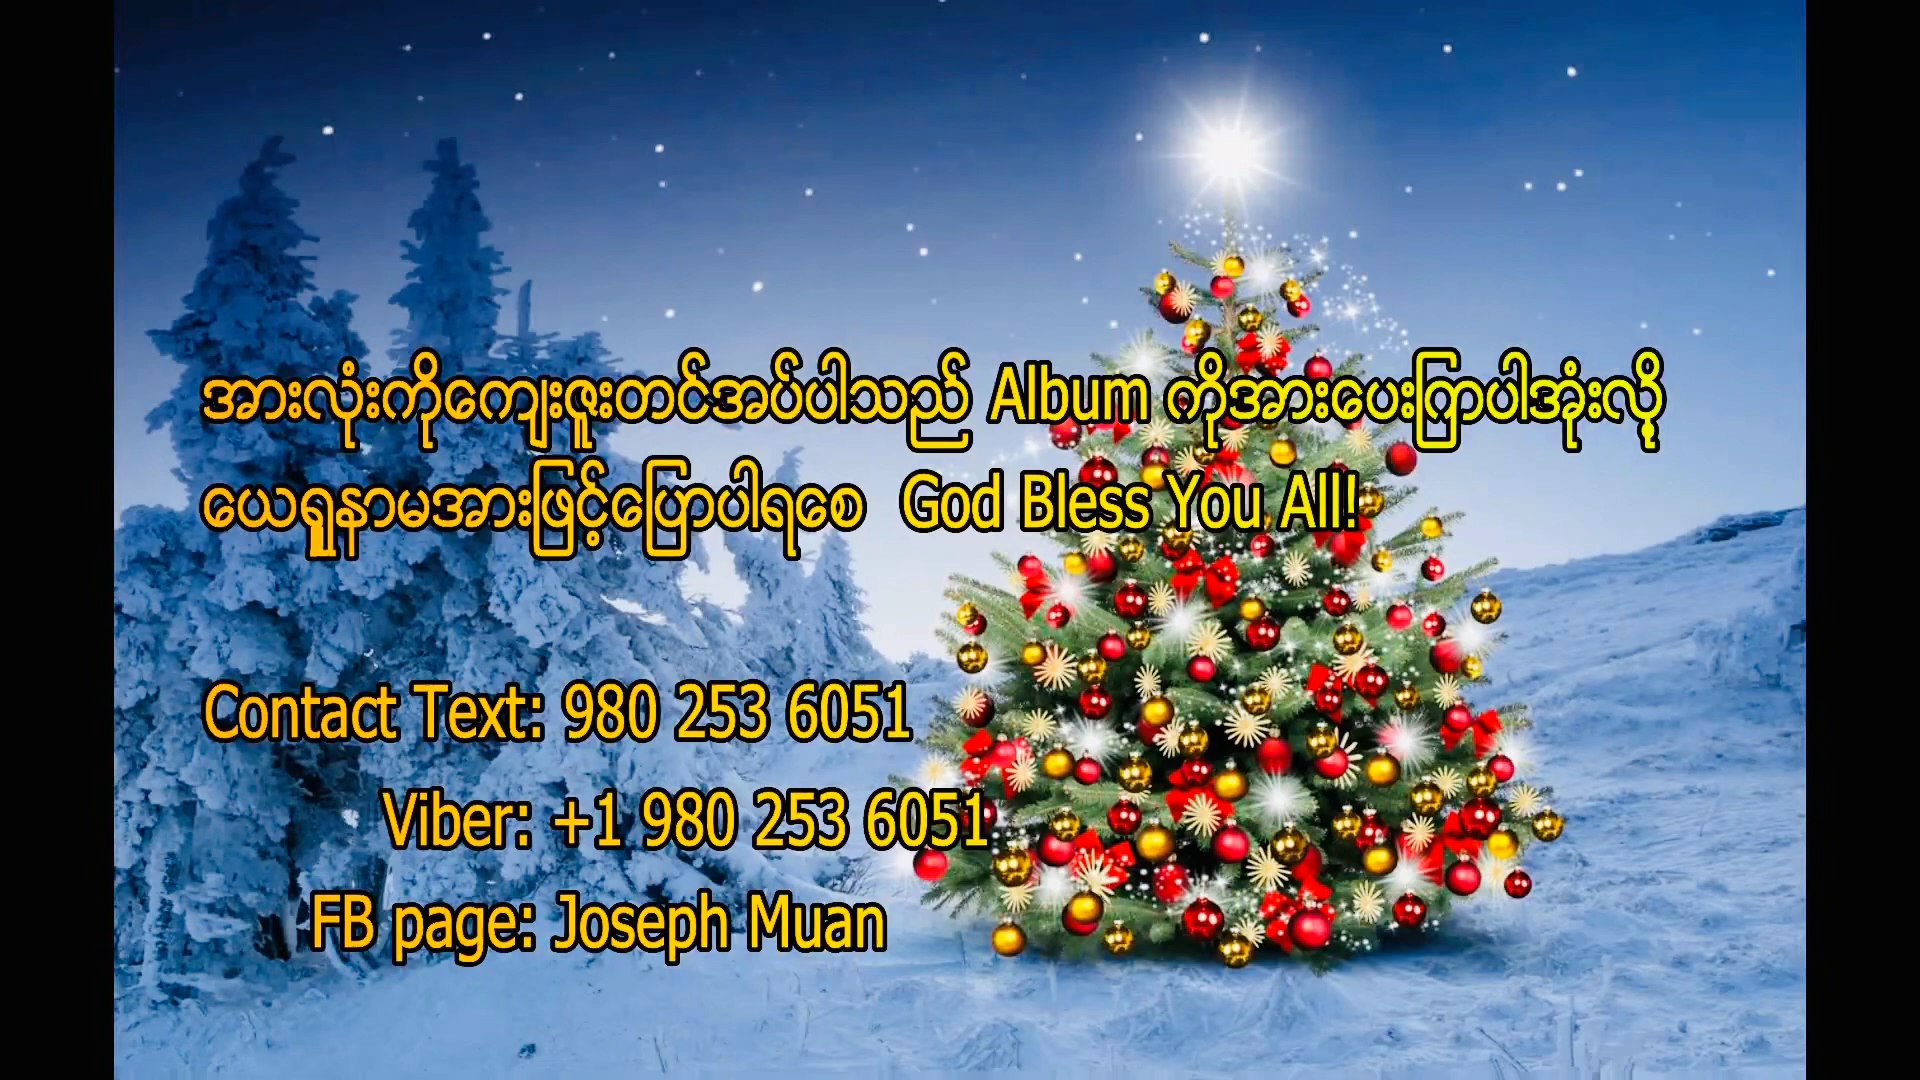 အားလုံးကိုကျေးဇူးတင်အပ်ပါသည် Album ကိုအားပေးကြာပါအုံးလို့
ယေရှုနာမအားဖြင့်ပြောပါရစေ God Bless You All!
Contact Text: 980 253 6051
Viber: +1 980 253 6051
FB page: Joseph Muan